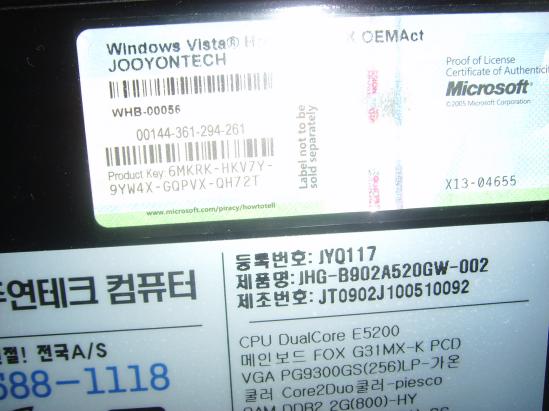 Windows Vista® OEMAct
JOOYONTECH
WHB-00056
00144-361-294-261
Product Key: 6MKRK-HKV7Y-
9YW4X-GQPVX-QH72T
www.microsoft.com/piracy/howtotell
Label not to be
sold separately
Proof of License
Certificate of Authentici
Microsoft®
©2005 Microsoft Corporation
X13-04655
연테크 컴퓨터
전국A/S
688-1118
등록번호: JYQ117
제품명: JHG-B902A520GW-002
제조번호: JT0902J100510092
CPU DualCore E5200
메인보드 FOX G31MX-K PCD
VGA PG9300GS(256)LP-가온
쿨러 Core2Duo쿨러-piesco
RAM DDR2 2G(800)-HY